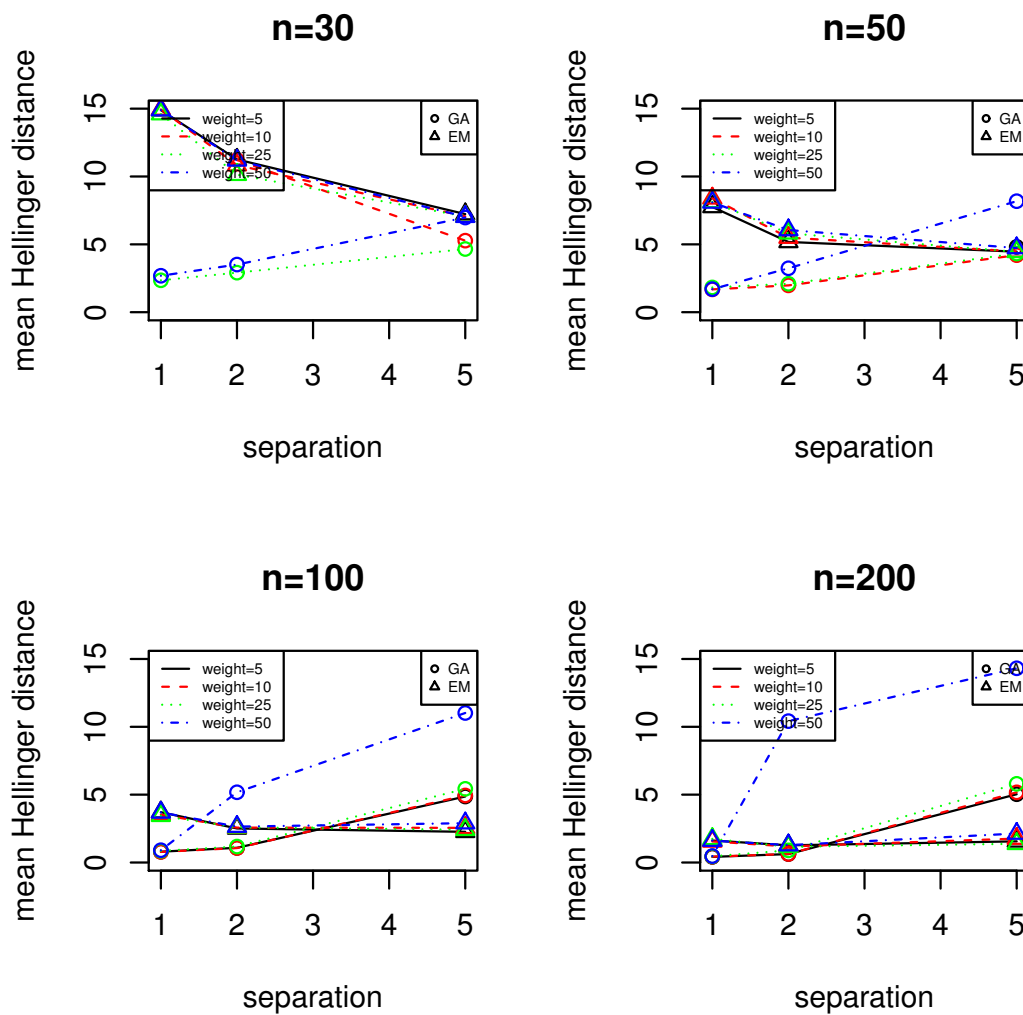 n=30
mean Hellinger distance
15
10
5
0
weight=5
weight=10
weight=25
weight=50
GA
EM
1 2 3 4 5
separation
n=50
mean Hellinger distance
15
10
5
0
weight=5
weight=10
weight=25
weight=50
GA
EM
1 2 3 4 5
separation
n=100
mean Hellinger distance
15
10
5
0
weight=5
weight=10
weight=25
weight=50
GA
EM
1 2 3 4 5
separation
n=200
mean Hellinger distance
15
10
5
0
weight=5
weight=10
weight=25
weight=50
GA
EM
1 2 3 4 5
separation